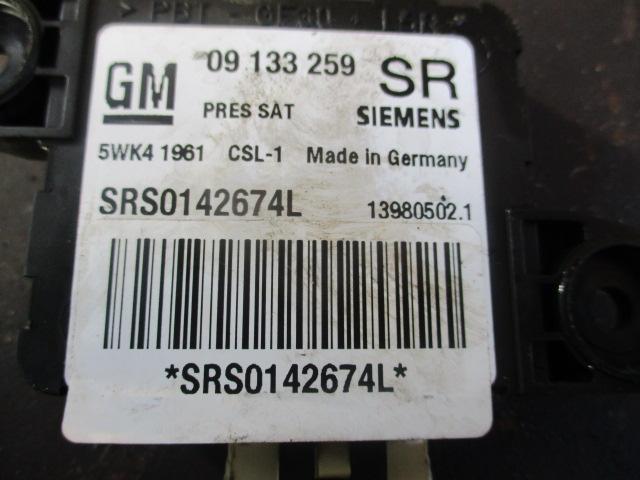 GM 09 133 259 SR
PRES SAT SIEMENS
5WK4 1961 CSL-1 Made in Germany
SRS0142674L 13980502.1
*SRS0142674L*